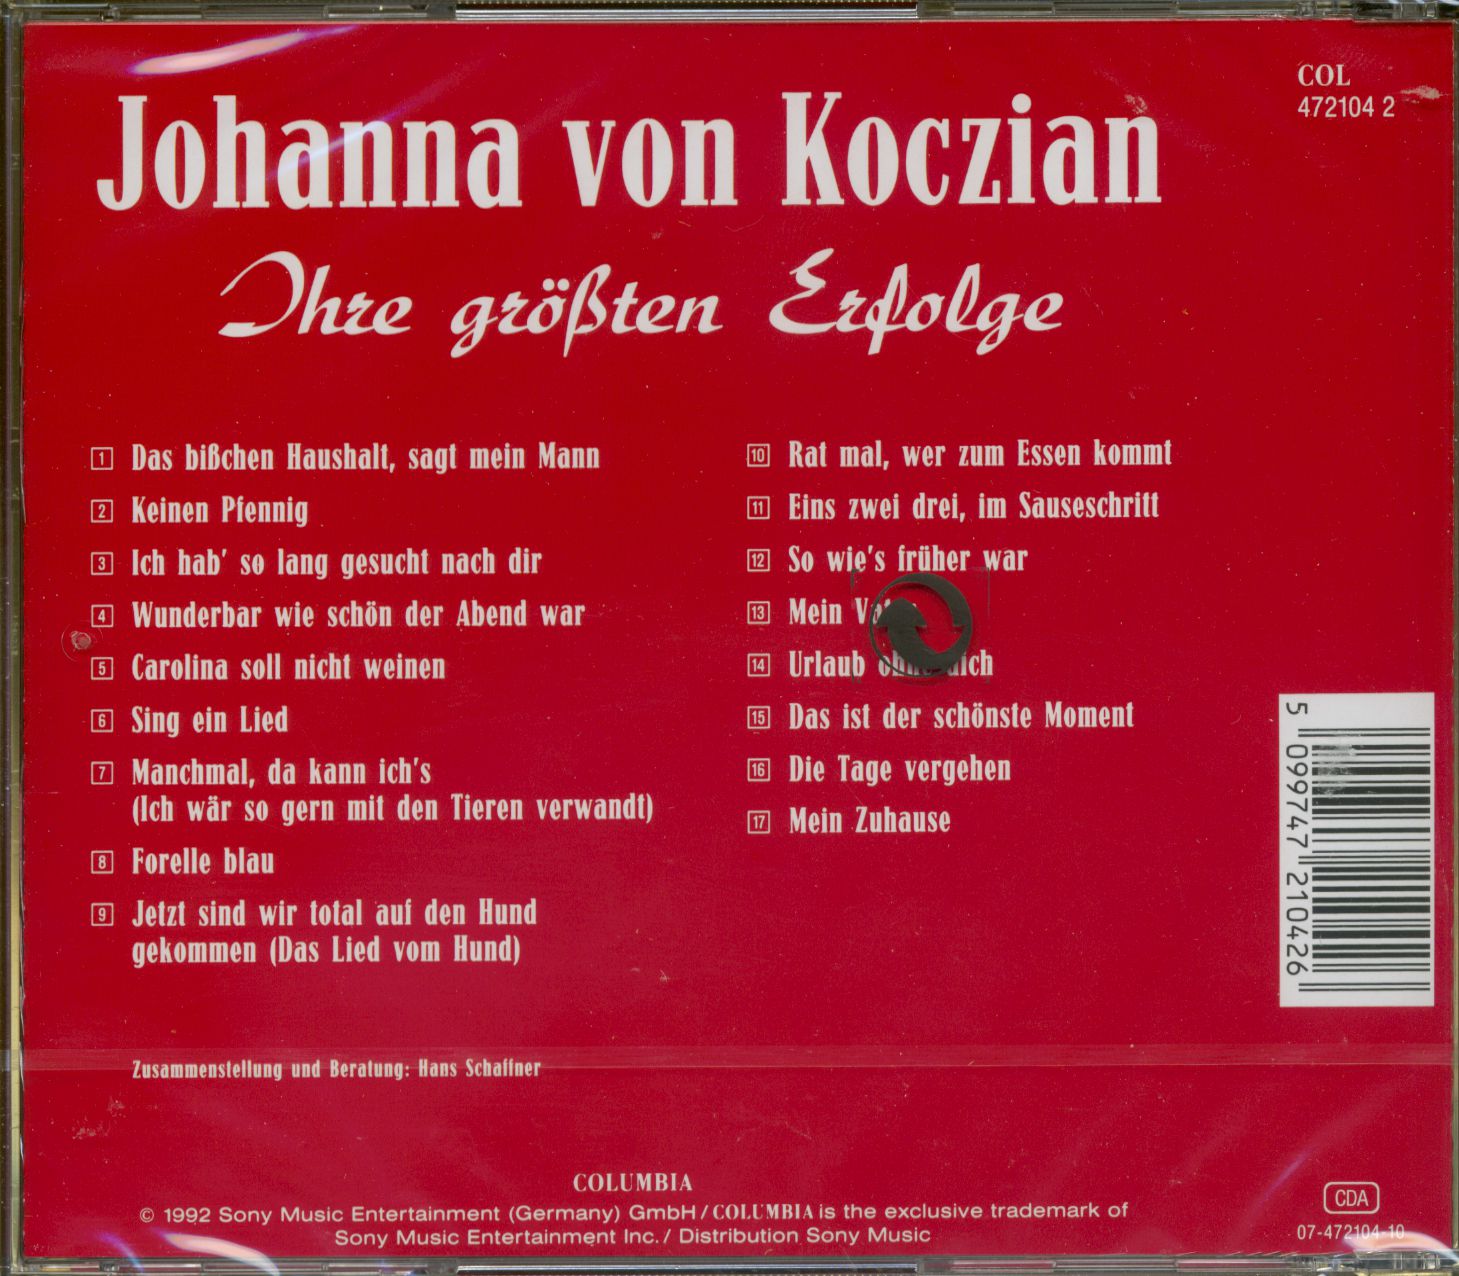 COL
472104 2
Johanna von Koczian
Ihre größten Erfolge
1 Das bißchen Haushalt, sagt mein Mann
2 Keinen Pfennig
3 Ich hab' so lang gesucht nach dir
4 Wunderbar wie schön der Abend war
5 Carolina soll nicht weinen
6 Sing ein Lied
7 Manchmal, da kann ich's
(Ich wär so gern mit den Tieren verwandt)
8 Forelle blau
9 Jetzt sind wir total auf den Hund
gekommen (Das Lied vom Hund)
10 Rat mal, wer zum Essen kommt
11 Eins zwei drei, im Sauseschritt
12 So wie's früher war
13 Mein
14 Urlaub
15 Das ist der schönste Moment
16 Die Tage vergehen
17 Mein Zuhause
5 099747 210426
Zusammenstellung und Beratung: Hans Schaffner
COLUMBIA
© 1992 Sony Music Entertainment (Germany) GmbH / COLUMBIA is the exclusive trademark of
Sony Music Entertainment Inc. / Distribution Sony Music
CDA
07-472104-10